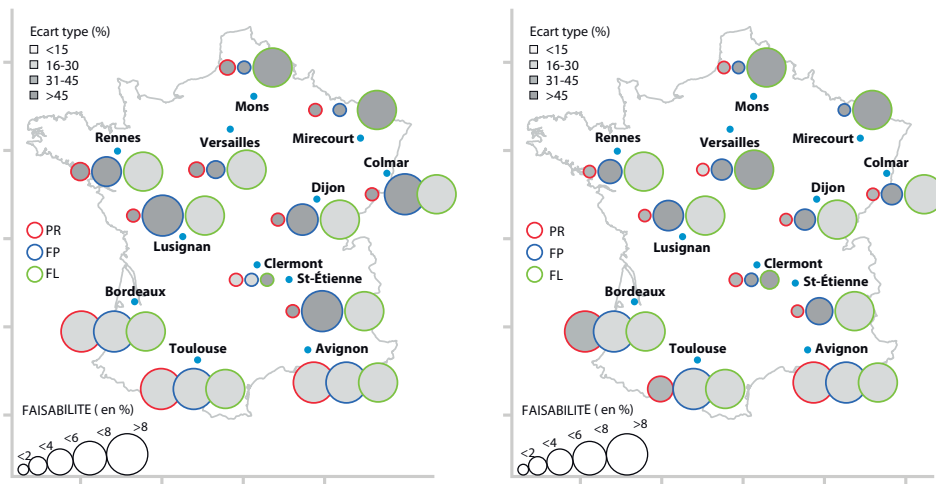 Ecart type (%)
<15
16-30
31-45
>45
Mons
Rennes
Versailles
Mirecourt
Colmar
Dijon
Lusignan
PR
FP
FL
Clermont
St-Étienne
Bordeaux
Toulouse
Avignon
FAISABILITE ( en %)
<2
<4
<6
<8
>8
Ecart type (%)
<15
16-30
31-45
>45
Mons
Rennes
Versailles
Mirecourt
Colmar
Dijon
Lusignan
PR
FP
FL
Clermont
St-Étienne
Bordeaux
Toulouse
Avignon
FAISABILITE ( en %)
<2
<4
<6
<8
>8